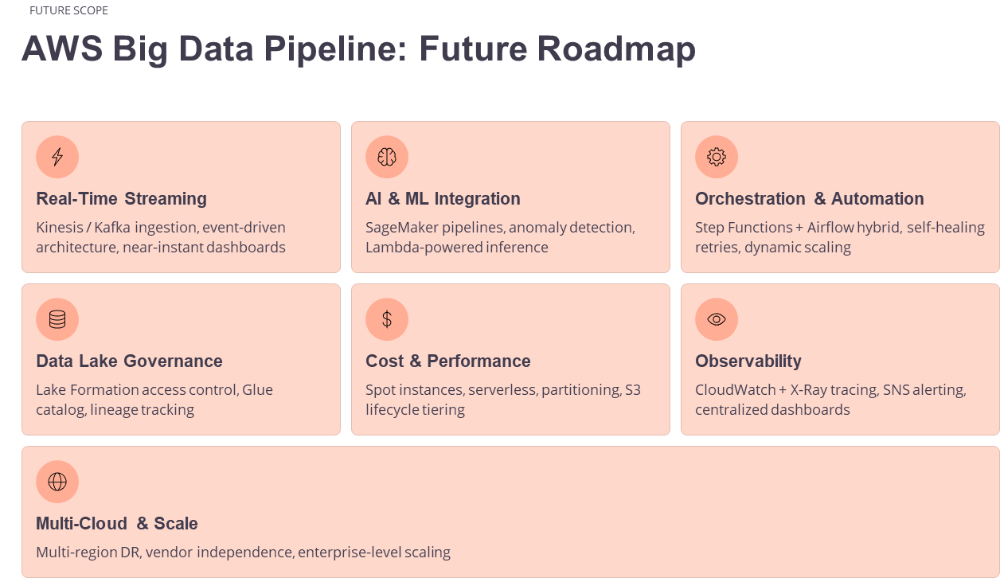 FUTURE SCOPE
AWS Big Data Pipeline: Future Roadmap
Real-Time Streaming
Kinesis / Kafka ingestion, event-driven
architecture, near-instant dashboards
AI & ML Integration
SageMaker pipelines, anomaly detection,
Lambda-powered inference
Orchestration & Automation
Step Functions + Airflow hybrid, self-healing
retries, dynamic scaling
Data Lake Governance
Lake Formation access control, Glue
catalog, lineage tracking
Cost & Performance
Spot instances, serverless, partitioning, S3
lifecycle tiering
Observability
CloudWatch + X-Ray tracing, SNS alerting,
centralized dashboards
Multi-Cloud & Scale
Multi-region DR, vendor independence, enterprise-level scaling